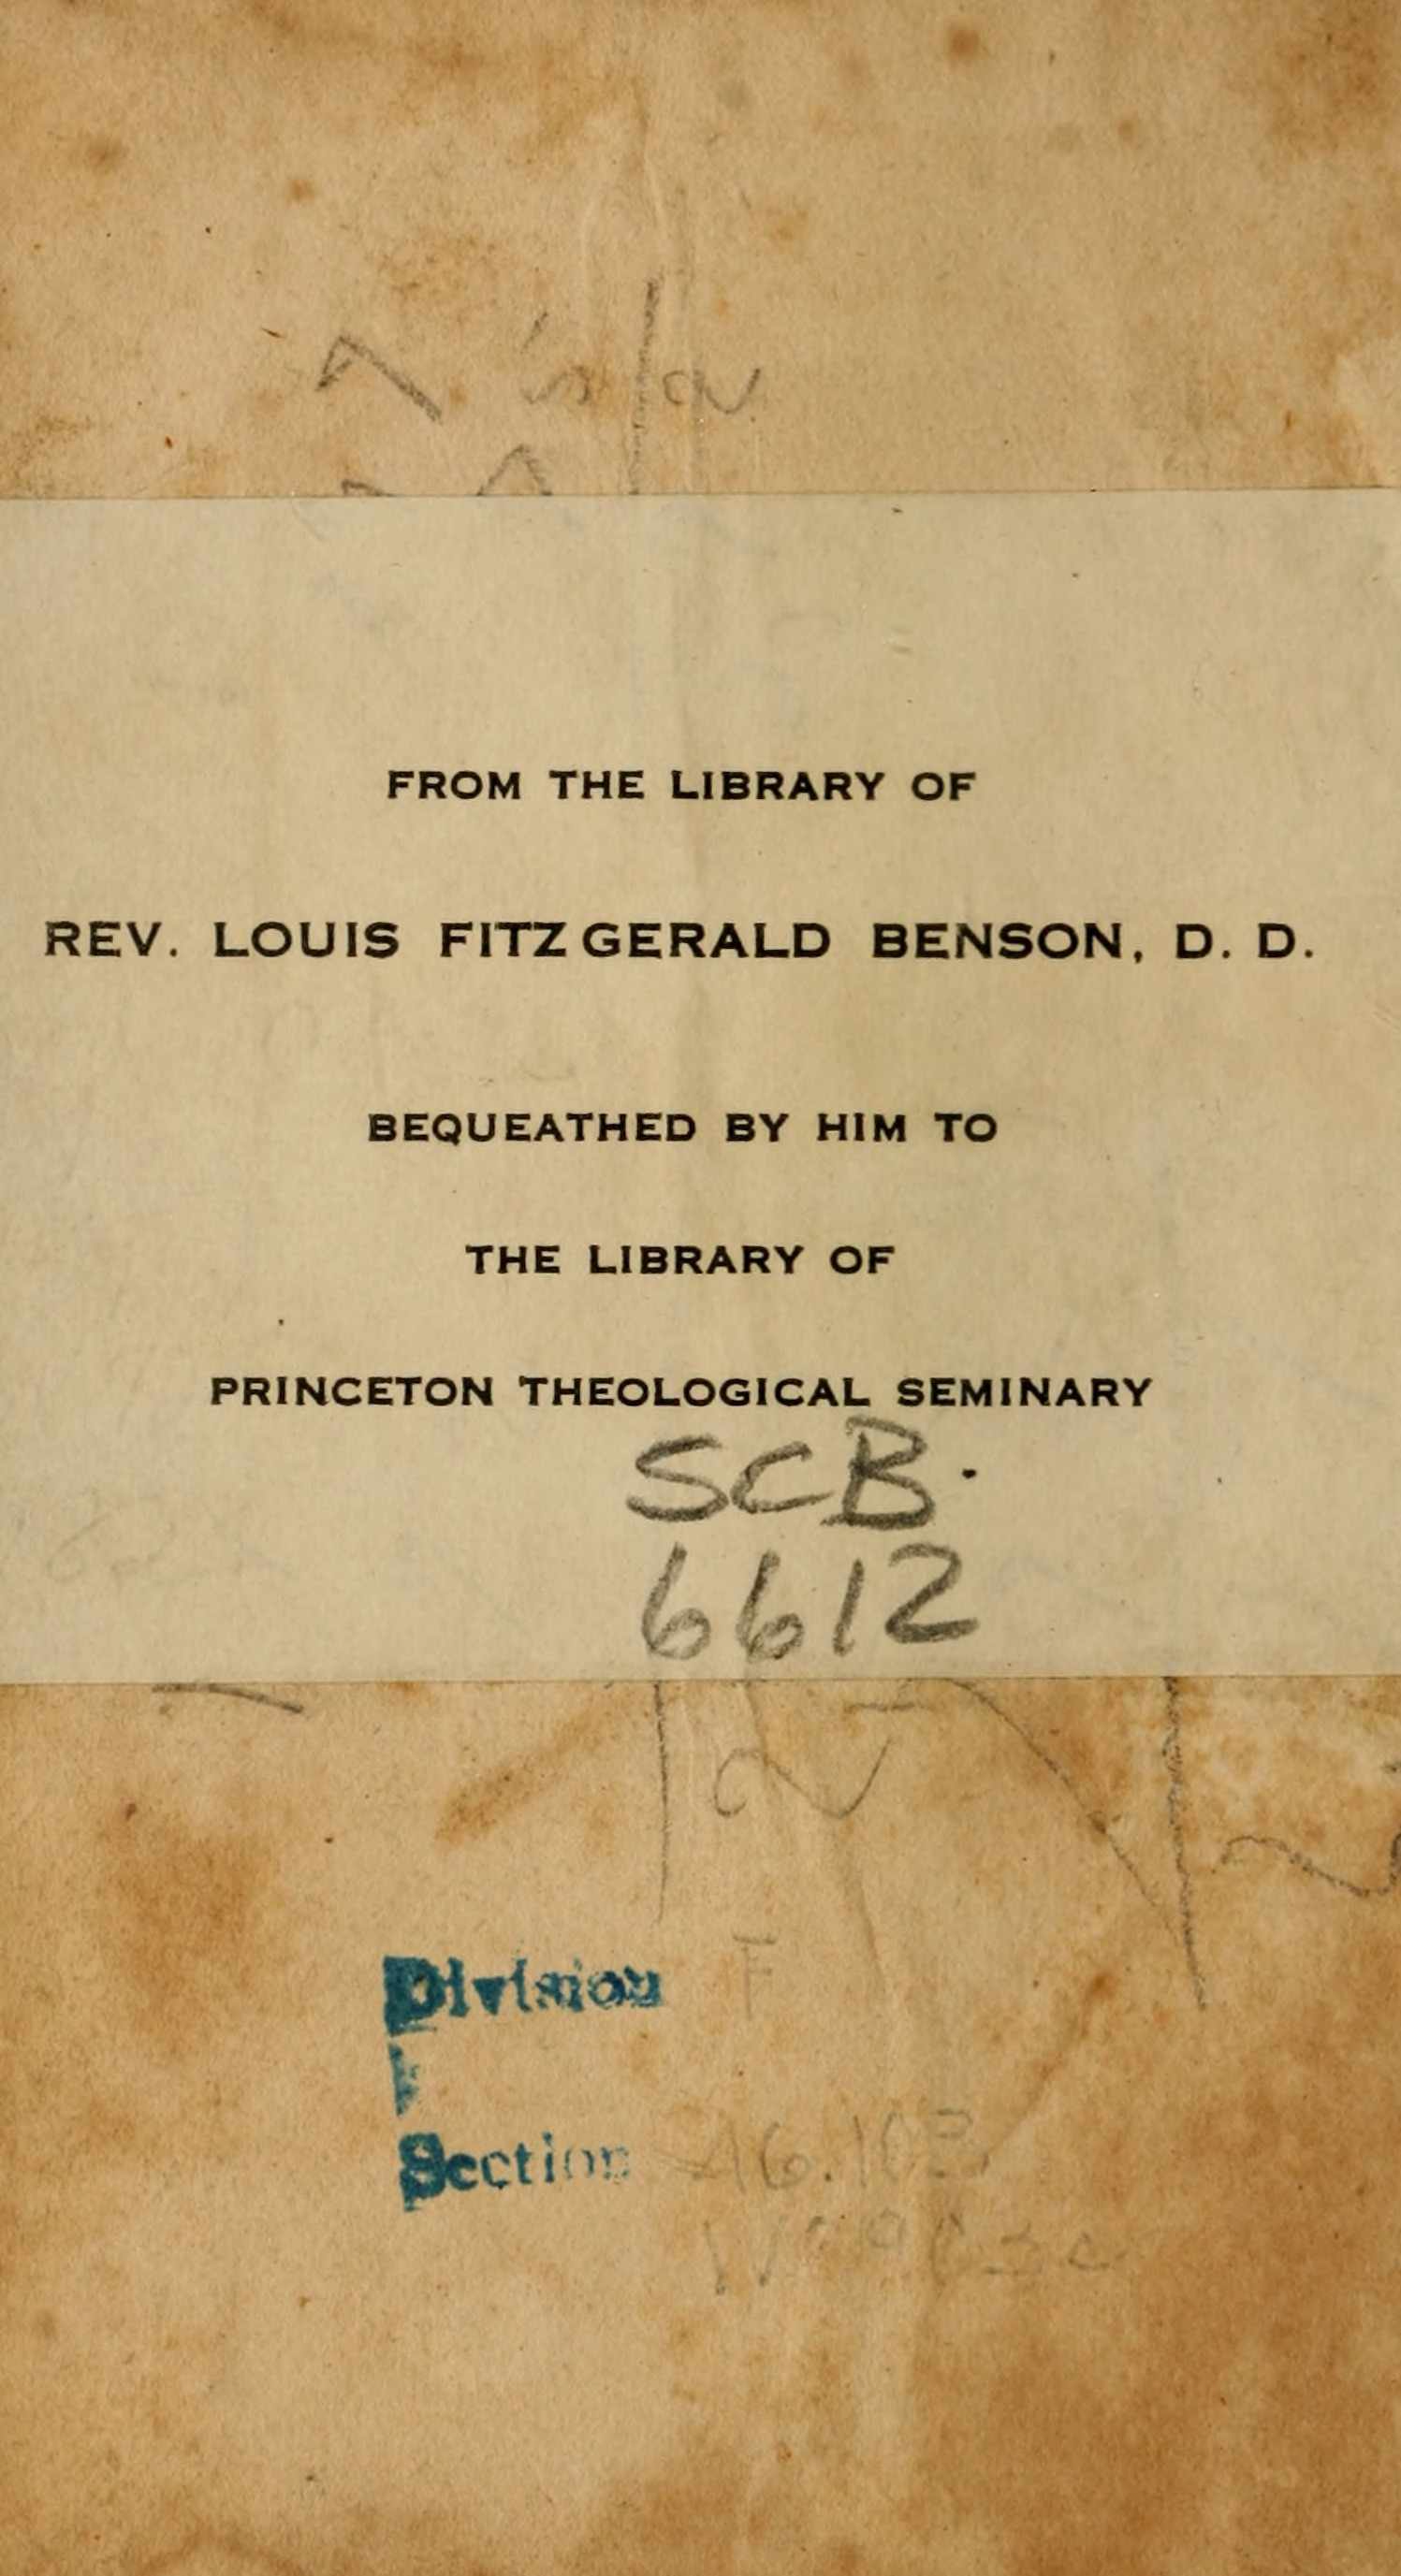 FROM THE LIBRARY OF
REV. LOUIS FITZGERALD BENSON, D. D.
BEQUEATHED BY HIM TO
THE LIBRARY OF
PRINCETON THEOLOGICAL SEMINARY
SCB.
6612
Division
Section